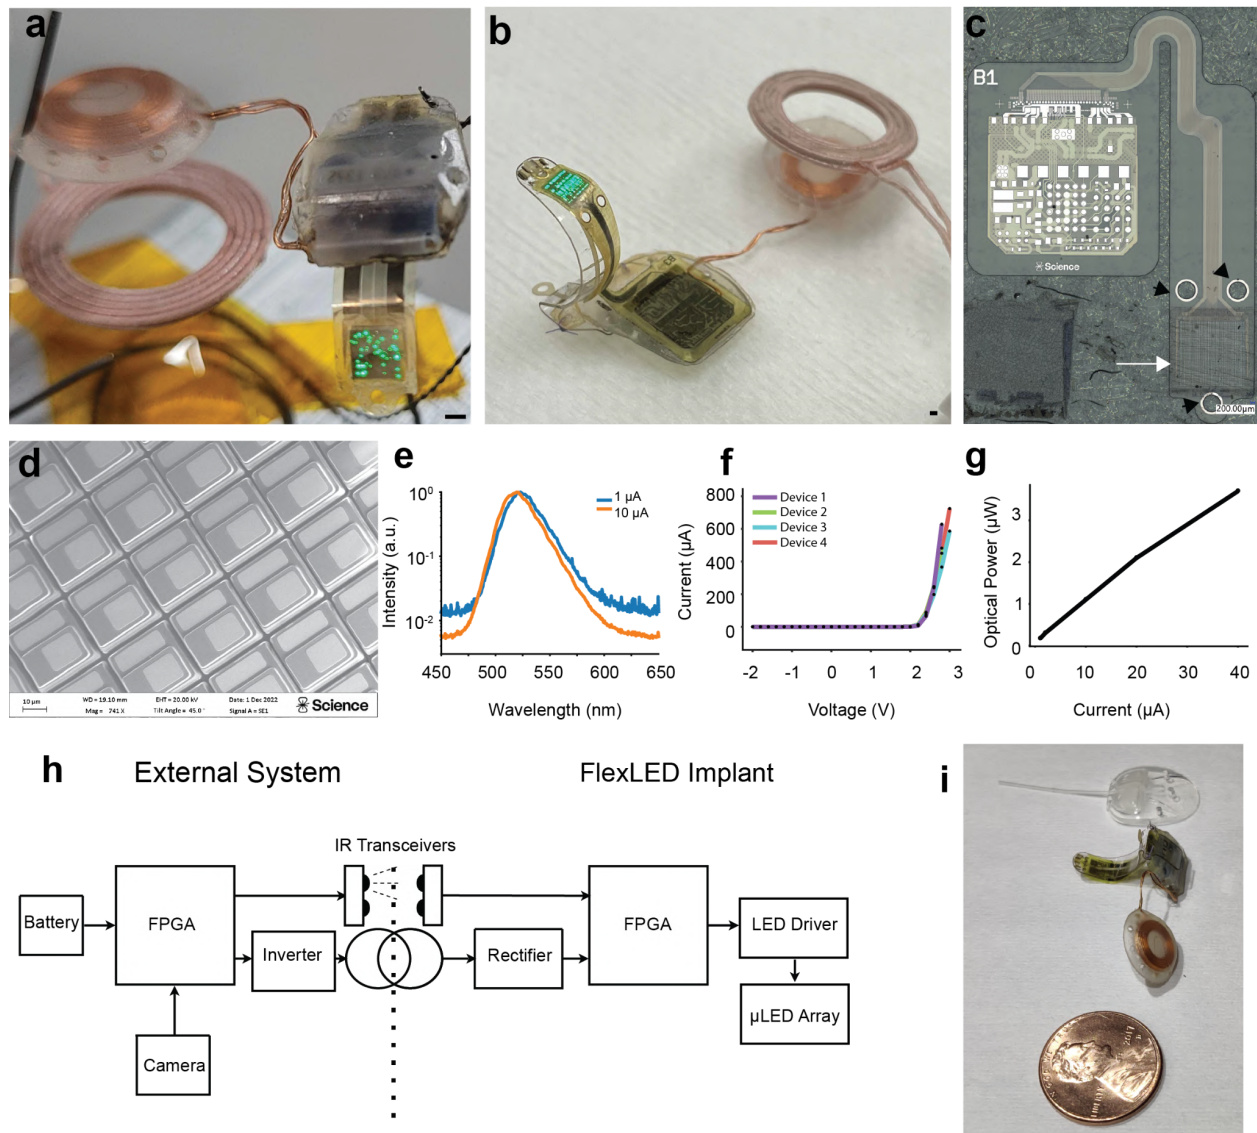 a
b
c
B1
Science
200.00µm
d
10 µm
WD = 19.10 mm
EHT = 20.00 kV
Date: 1 Dec 2022
Mag = 741 X
Tilt Angle = 45.0 °
Signal A = SE1
Science
e
10⁰
10⁻¹
10⁻²
Intensity (a.u.)
1 µA
10 µA
450 500 550 600 650
Wavelength (nm)
f
800
600
400
200
0
Current (µA)
Device 1
Device 2
Device 3
Device 4
-2 -1 0 1 2 3
Voltage (V)
g
3
2
1
0
Optical Power (µW)
0 10 20 30 40
Current (µA)
h
External System
FlexLED Implant
IR Transceivers
Battery
FPGA
Inverter
Camera
Rectifier
FPGA
LED Driver
µLED Array
i
2017